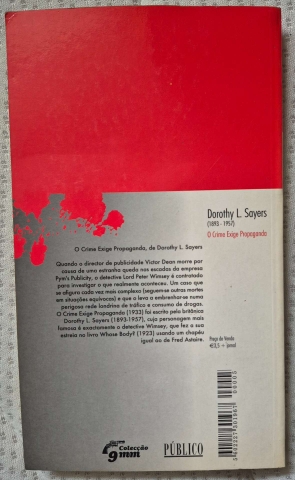 Dorothy L. Sayers
(1893 - 1957)
O Crime Exige Propaganda
O Crime Exige Propaganda, de Dorothy L. Sayers
Quando o director de publicidade Victor Dean morre por
causa de uma estranha queda nas escadas da empresa
Pym's Publicity, o detective Lord Peter Wimsey é contratado
para investigar o que realmente aconteceu. Um caso que
se afigura cada vez mais complexo (seguem-se outras mortes
em situações equívocas) e que o leva a embrenhar-se numa
perigosa rede londrina de tráfico e consumo de drogas.
O Crime Exige Propaganda (1933) foi escrito pela britânica
Dorothy L. Sayers (1893-1957), cuja personagem mais
famosa é exactamente o detective Wimsey, que fez a sua
estreia no livro Whose Body? (1923) usando um chapéu
igual ao de Fred Astaire.
Preço de Venda
+ Jornal
Colecção
9mm
PÚBLICO